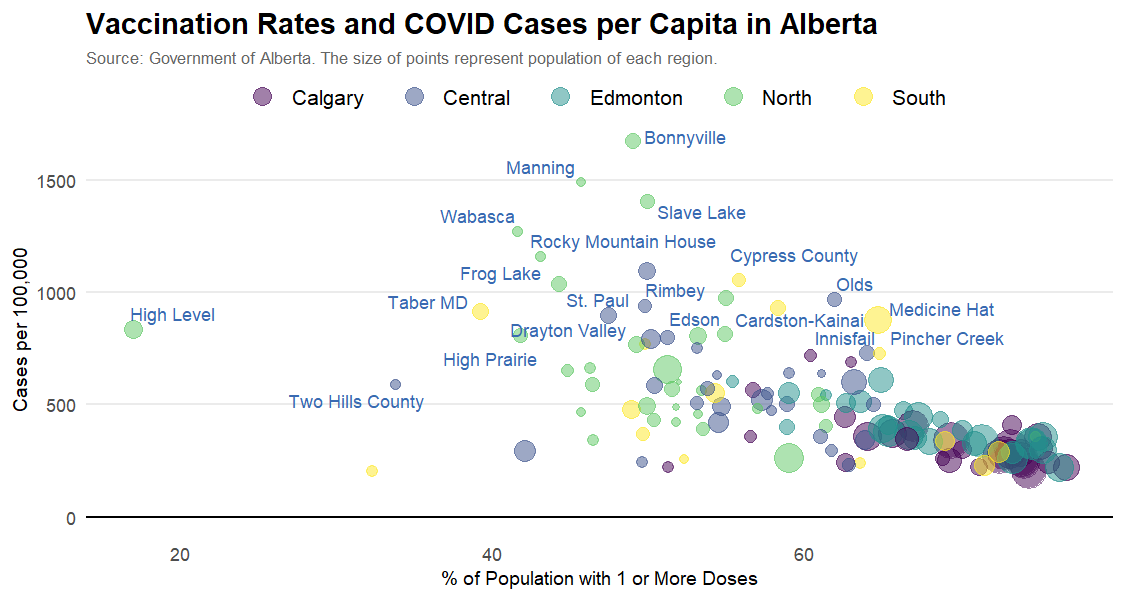 Vaccination Rates and COVID Cases per Capita in Alberta
Source: Government of Alberta. The size of points represent population of each region.
Calgary Central Edmonton North South
Cases per 100,000
1500
1000
500
0
Bonnyville
Manning
Slave Lake
Wabasca
Rocky Mountain House
Cypress County
Frog Lake
Olds
Rimbey
St. Paul
Taber MD
Medicine Hat
High Level
Edson
Cardston-Kainai
Drayton Valley
Innisfail
Pincher Creek
High Prairie
Two Hills County
20 40 60
% of Population with 1 or More Doses